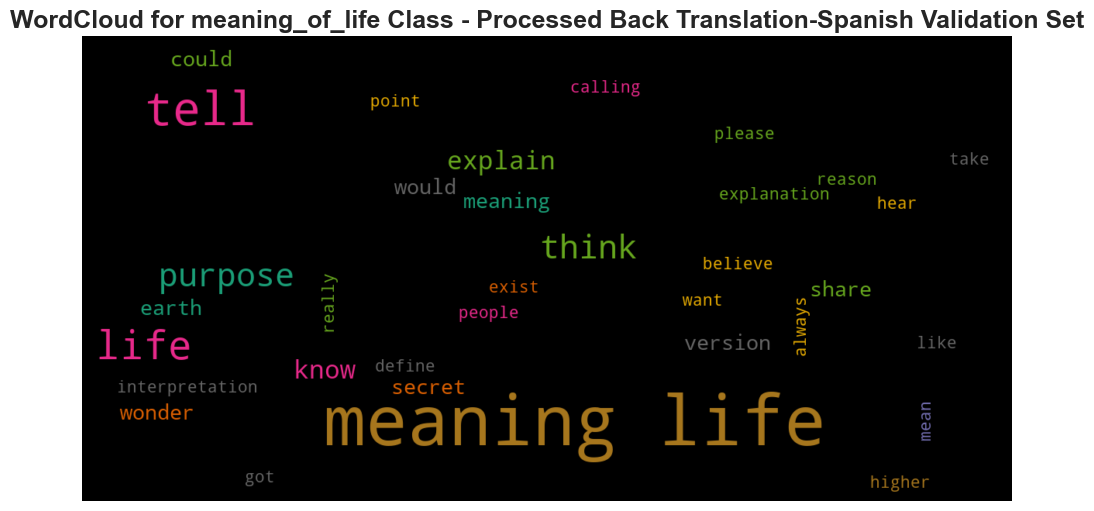 WordCloud for meaning_of_life Class - Processed Back Translation-Spanish Validation Set
could
calling
tell
point
please
explain
take
would
reason
meaning
explanation
hear
think
purpose
believe
really
exist
share
earth
want
always
people
life
version
like
know
define
interpretation
secret
wonder
meaning life
mean
got
higher